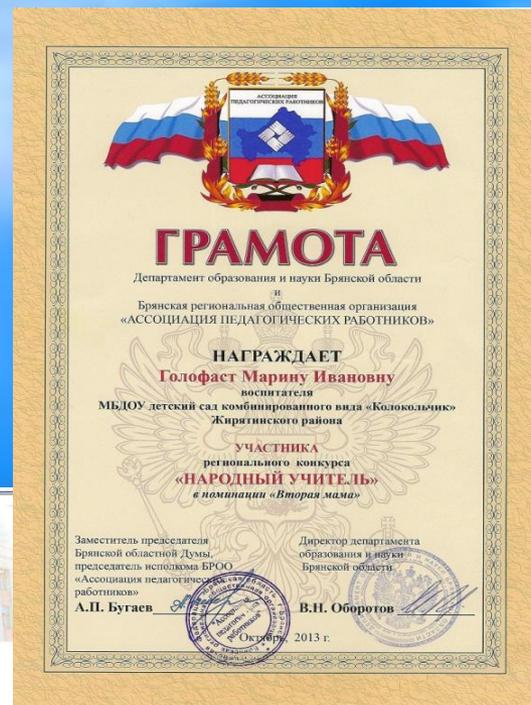 АССОЦИАЦИЯ
ПЕДАГОГИЧЕСКИХ РАБОТНИКОВ
ГРАМОТА
Департамент образования и науки Брянской области
и
Брянская региональная общественная организация
«АССОЦИАЦИЯ ПЕДАГОГИЧЕСКИХ РАБОТНИКОВ»
НАГРАЖДАЕТ
Голофаст Марину Ивановну
воспитателя
МБДОУ детский сад комбинированного вида «Колокольчик»
Жирятинского района
УЧАСТНИКА
регионального конкурса
«НАРОДНЫЙ УЧИТЕЛЬ»
в номинации «Вторая мама»
Заместитель председателя
Брянской областной Думы,
председатель исполкома БРОО
«Ассоциация педагогических
работников»
А.П. Бугаев
Директор департамента
образования и науки
Брянской области
В.Н. Оборотов
Октябрь, 2013 г.